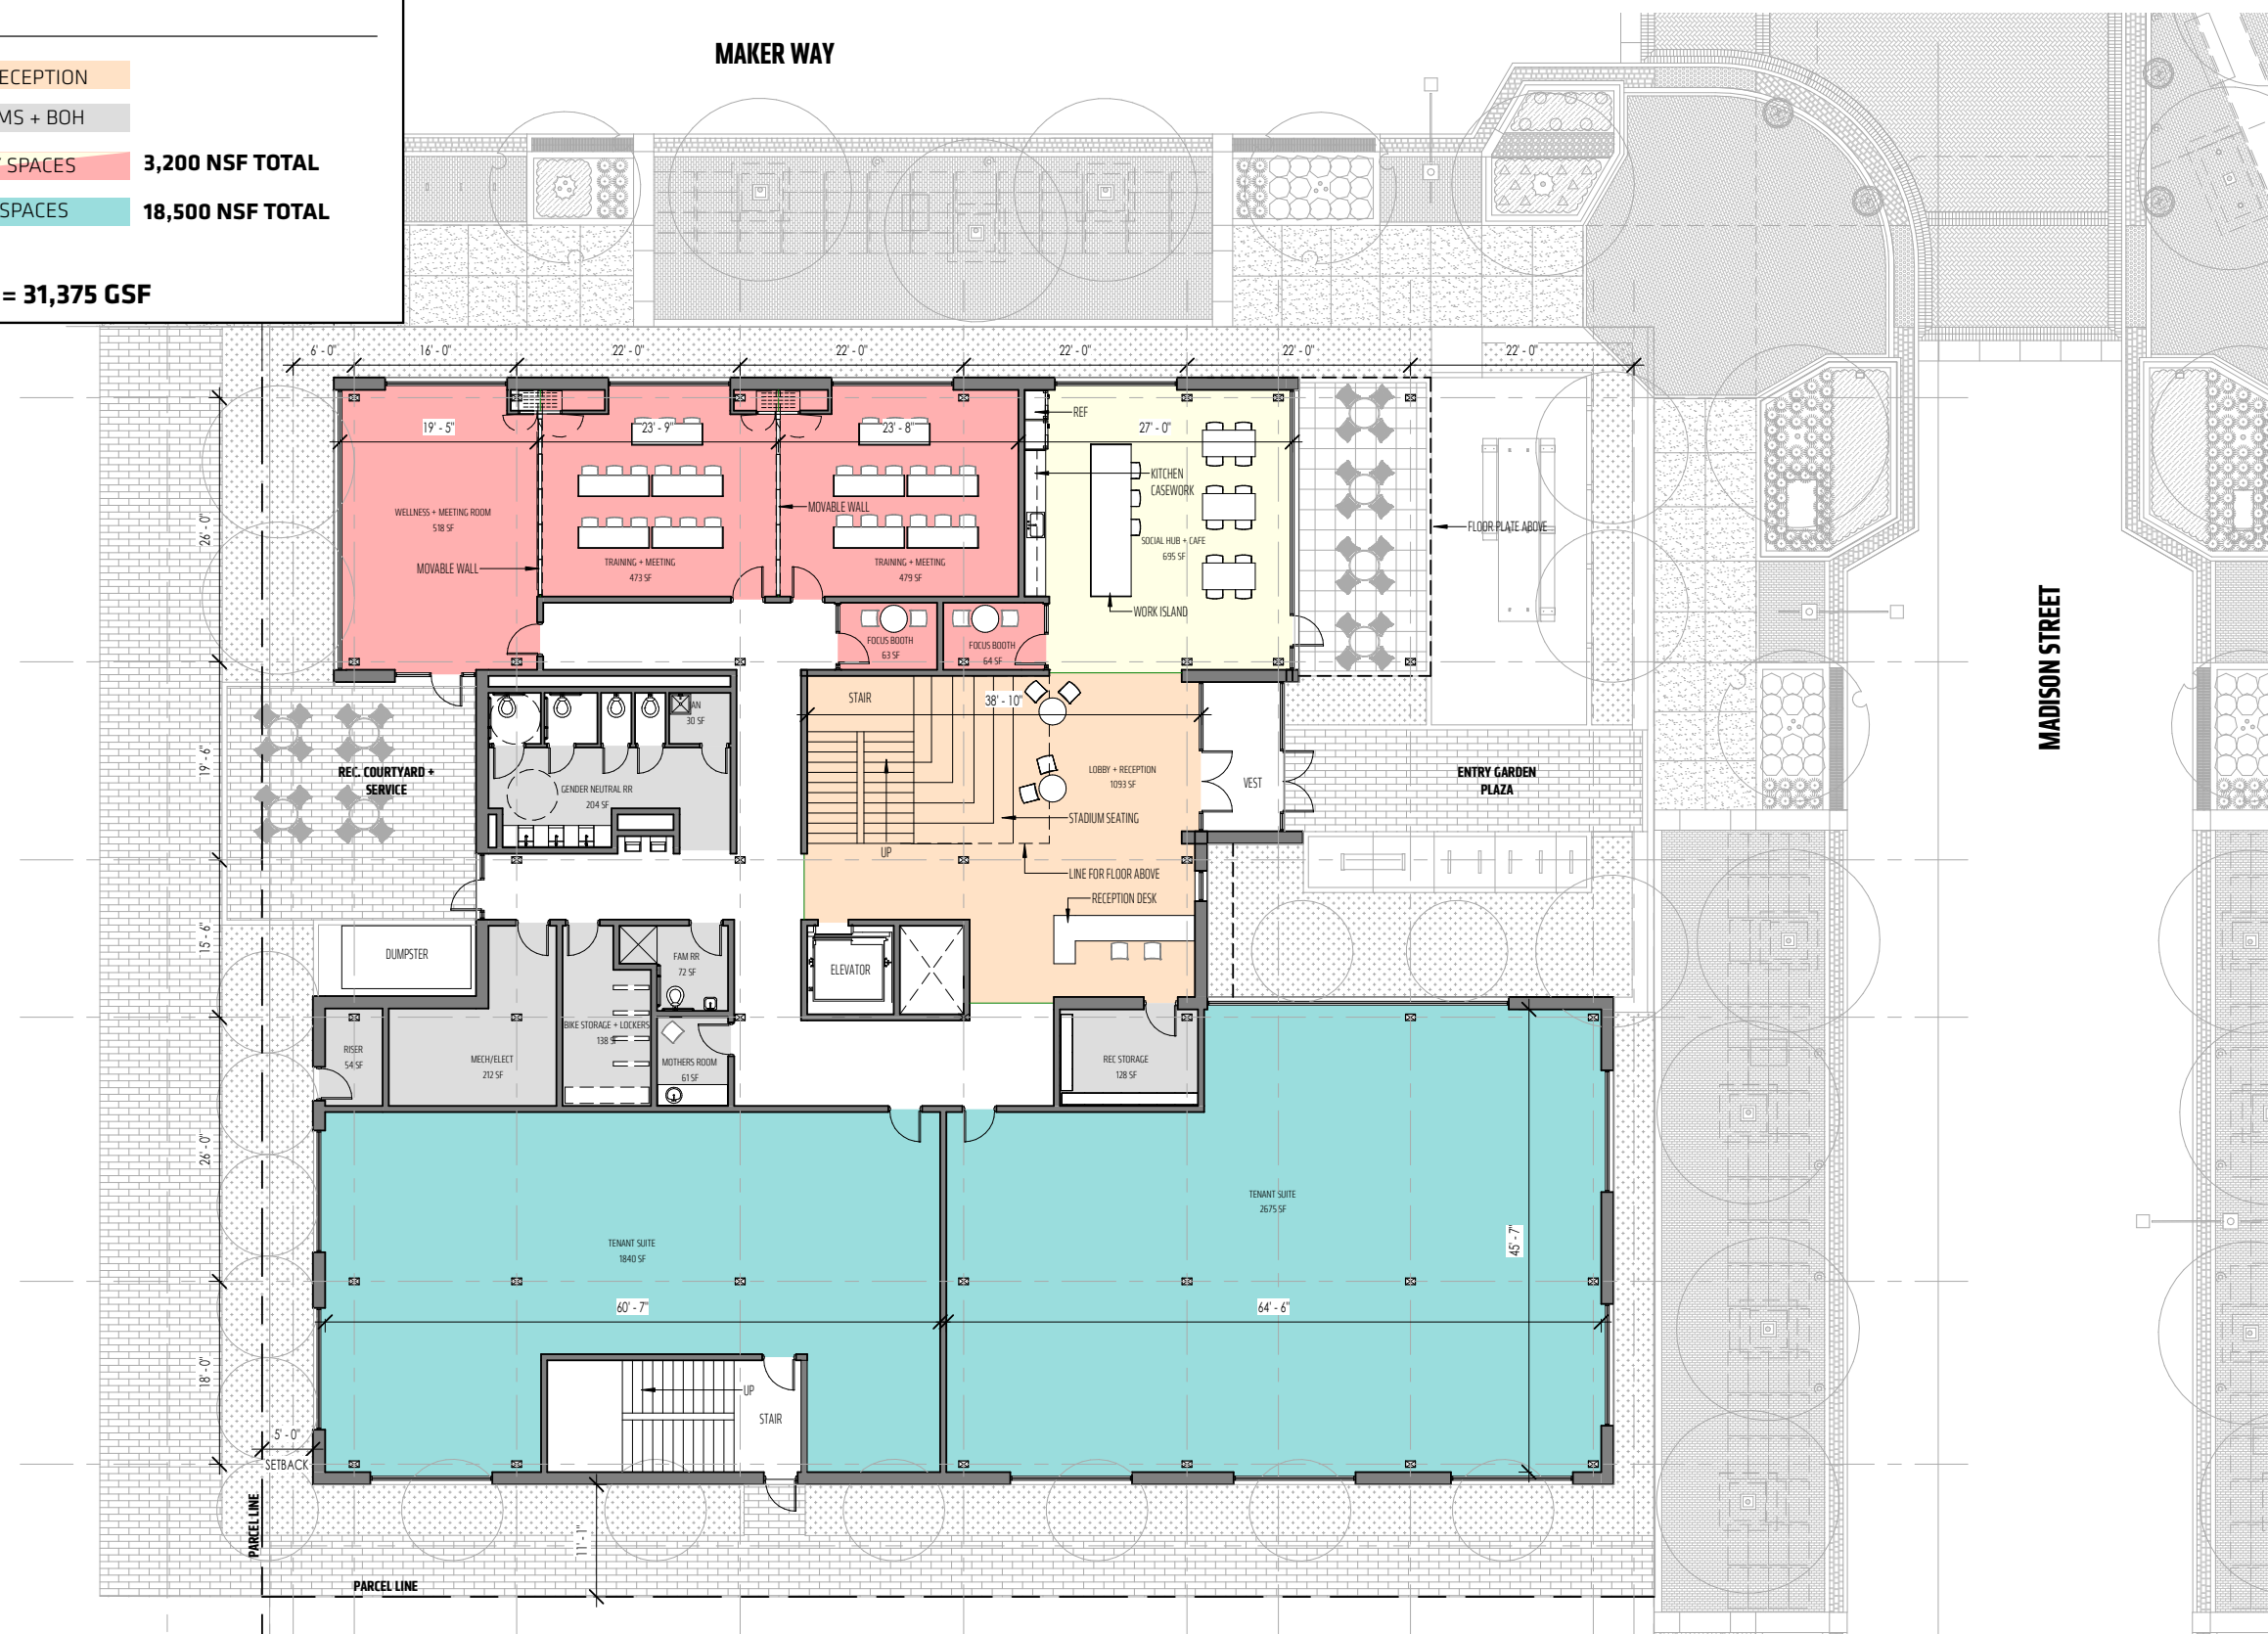 ECEPTION
MS + BOH
SPACES
3,200 NSF TOTAL
SPACES
18,500 NSF TOTAL
= 31,375 GSF
MAKER WAY
MADISON STREET
6' - 0"
16' - 0"
22' - 0"
22' - 0"
22' - 0"
22' - 0"
22' - 0"
26' - 0"
19' - 6"
15' - 6"
26' - 0"
18' - 0"
19' - 5"
23' - 9"
23' - 8"
27' - 0"
REF
KITCHEN
CASEWORK
WELLNESS + MEETING ROOM
518 SF
MOVABLE WALL
MOVABLE WALL
TRAINING + MEETING
473 SF
TRAINING + MEETING
479 SF
SOCIAL HUB + CAFE
695 SF
WORK ISLAND
FLOOR PLATE ABOVE
FOCUS BOOTH
63 SF
FOCUS BOOTH
64 SF
STAIR
38' - 10"
AN
30 SF
REC. COURTYARD +
SERVICE
GENDER NEUTRAL RR
204 SF
LOBBY + RECEPTION
1093 SF
VEST
ENTRY GARDEN
PLAZA
STADIUM SEATING
UP
LINE FOR FLOOR ABOVE
RECEPTION DESK
DUMPSTER
FAM RR
72 SF
ELEVATOR
RISER
54 SF
MECH/ELECT
212 SF
BIKE STORAGE + LOCKERS
138 SF
MOTHERS ROOM
61 SF
REC STORAGE
128 SF
TENANT SUITE
1840 SF
TENANT SUITE
2675 SF
45' - 7"
60' - 7"
64' - 6"
UP
STAIR
5' - 0"
SETBACK
PARCEL LINE
11' - 1"
PARCEL LINE